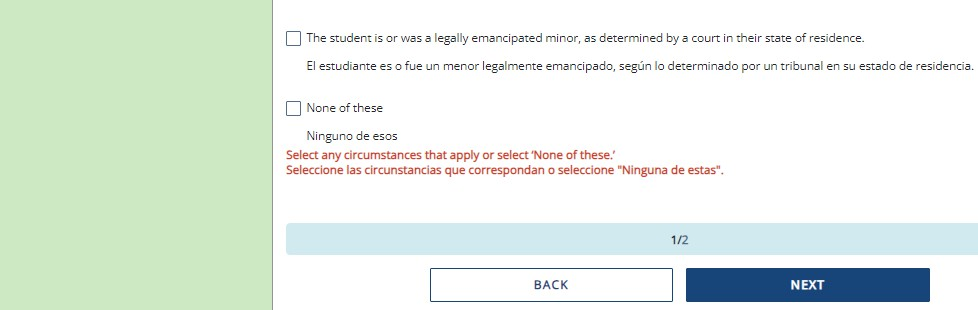 The student is or was a legally emancipated minor, as determined by a court in their state of residence.
El estudiante es o fue un menor legalmente emancipado, según lo determinado por un tribunal en su estado de residencia.
None of these
Ninguno de esos
Select any circumstances that apply or select ‘None of these.’
Seleccione las circunstancias que correspondan o seleccione "Ninguna de estas".
1/2
BACK
NEXT